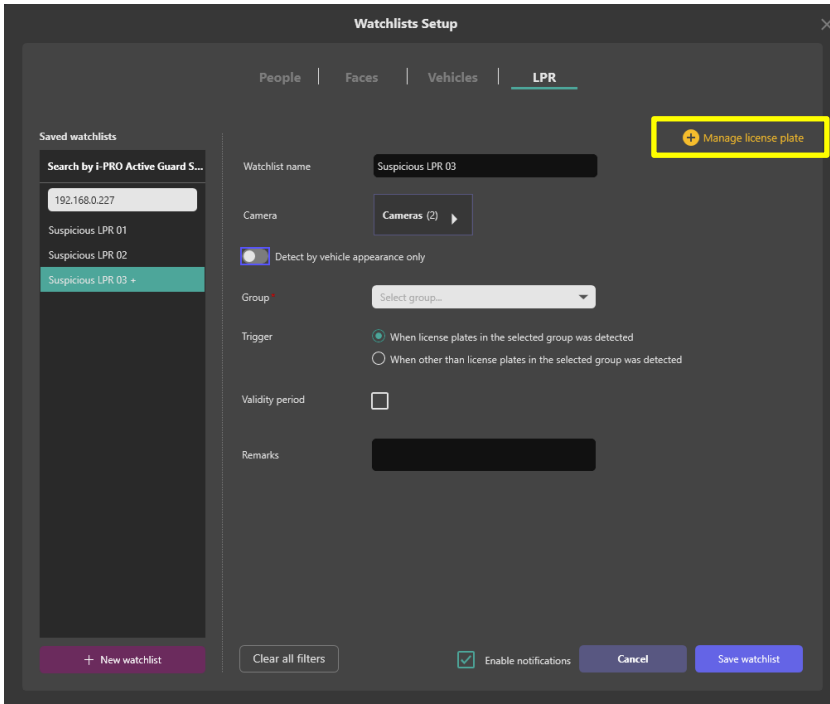 Watchlists Setup
People
Faces
Vehicles
LPR
Manage license plate
Saved watchlists
Search by i-PRO Active Guard S...
192.168.0.227
Suspicious LPR 01
Suspicious LPR 02
Suspicious LPR 03 +
+ New watchlist
Watchlist name
Suspicious LPR 03
Camera
Cameras (2)
Detect by vehicle appearance only
Group *
Select group...
Trigger
When license plates in the selected group was detected
When other than license plates in the selected group was detected
Validity period
Remarks
Clear all filters
Enable notifications
Cancel
Save watchlist